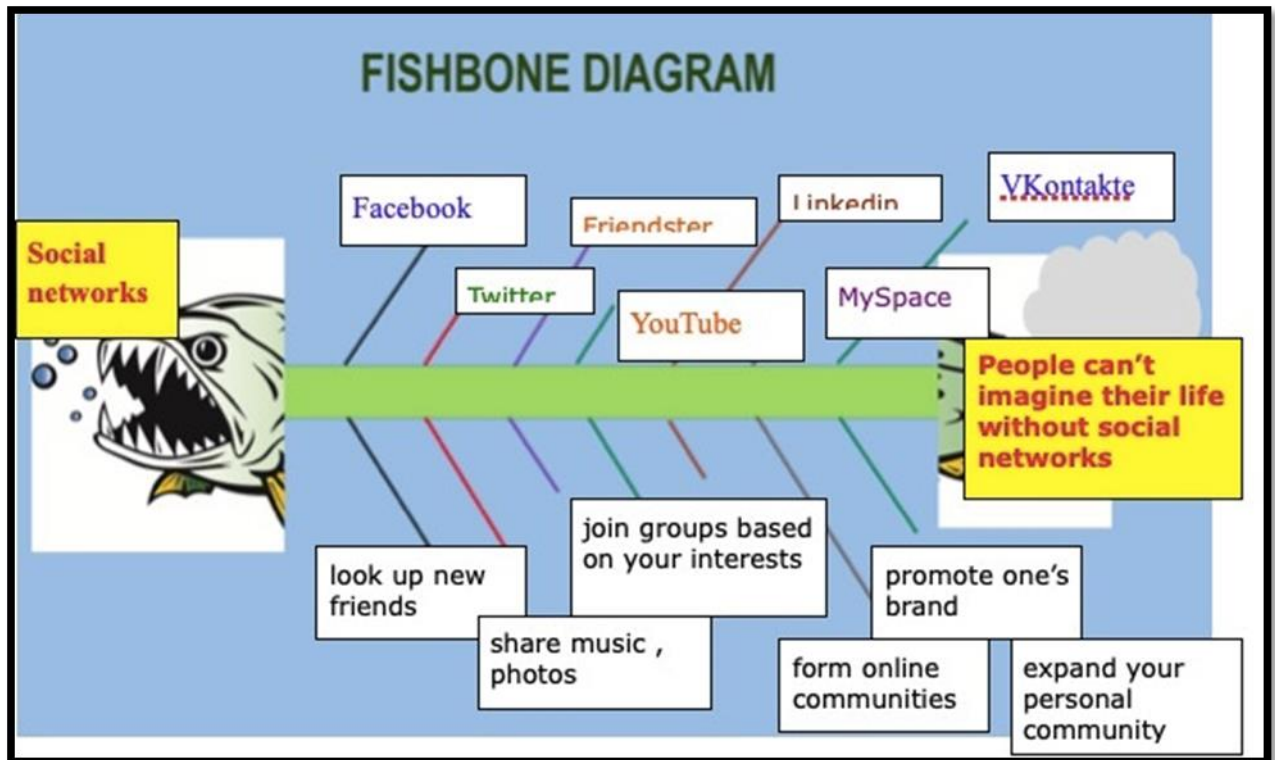 FISHBONE DIAGRAM
Social
networks
Facebook
Twitter
Friendster
YouTube
Linkedin
MySpace
VKontakte
People can't
imagine their life
without social
networks
look up new
friends
share music ,
photos
join groups based
on your interests
form online
communities
promote one's
brand
expand your
personal
community